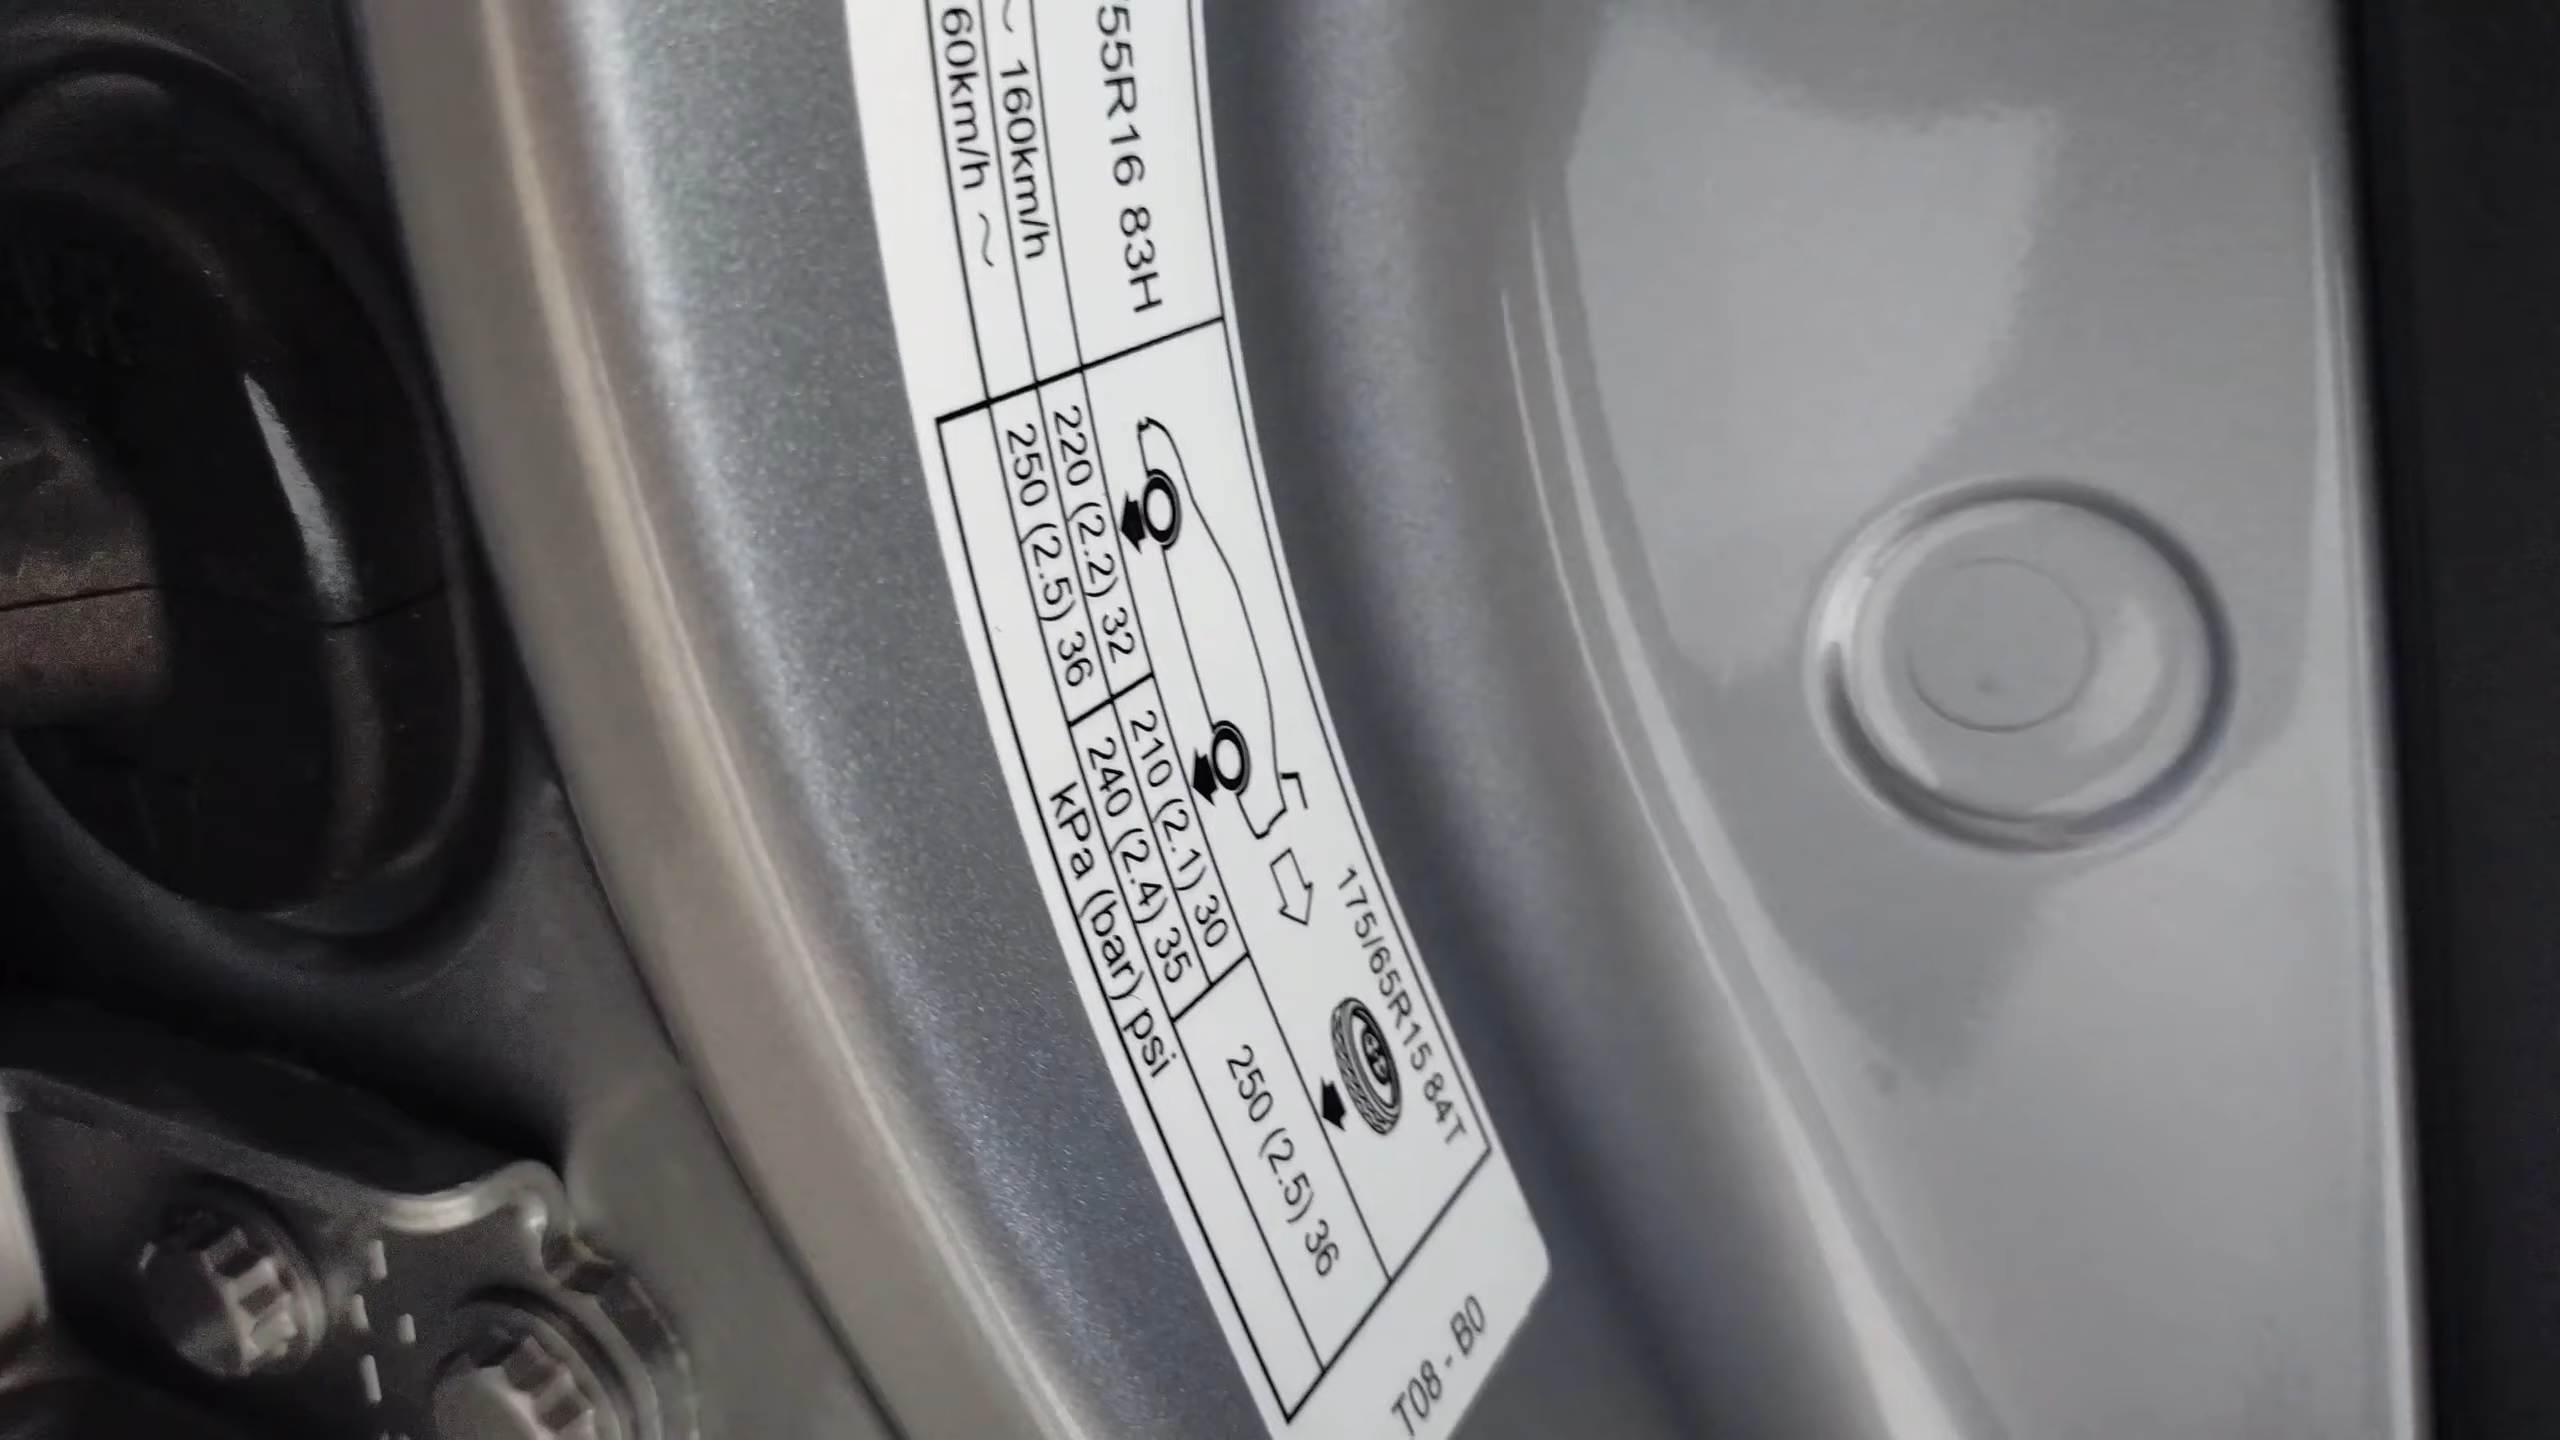 55R16 83H
175/65R15 84T
~ 160km/h
220 (2.2) 32
210 (2.1) 30
250 (2.5) 36
60km/h ~
250 (2.5) 36
240 (2.4) 35
kPa (bar) psi
T08 - B0